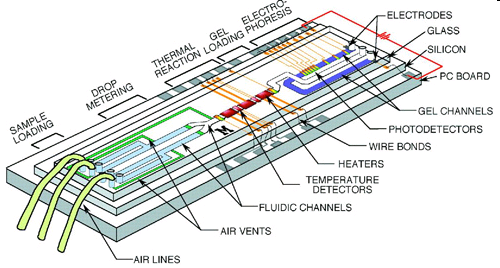 ELECTRO-
PHORESIS
GEL
LOADING
THERMAL
REACTION
DROP
METERING
SAMPLE
LOADING
ELECTRODES
GLASS
SILICON
PC BOARD
GEL CHANNELS
PHOTODETECTORS
WIRE BONDS
HEATERS
TEMPERATURE
DETECTORS
FLUIDIC CHANNELS
AIR VENTS
AIR LINES